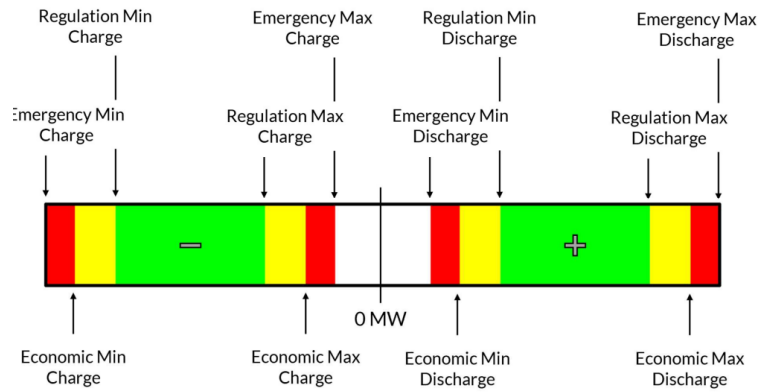 Regulation Min
Charge
Emergency Max
Charge
Regulation Min
Discharge
Emergency Max
Discharge
Emergency Min
Charge
Regulation Max
Charge
Emergency Min
Discharge
Regulation Max
Discharge
−
+
0 MW
Economic Min
Charge
Economic Max
Charge
Economic Min
Discharge
Economic Max
Discharge